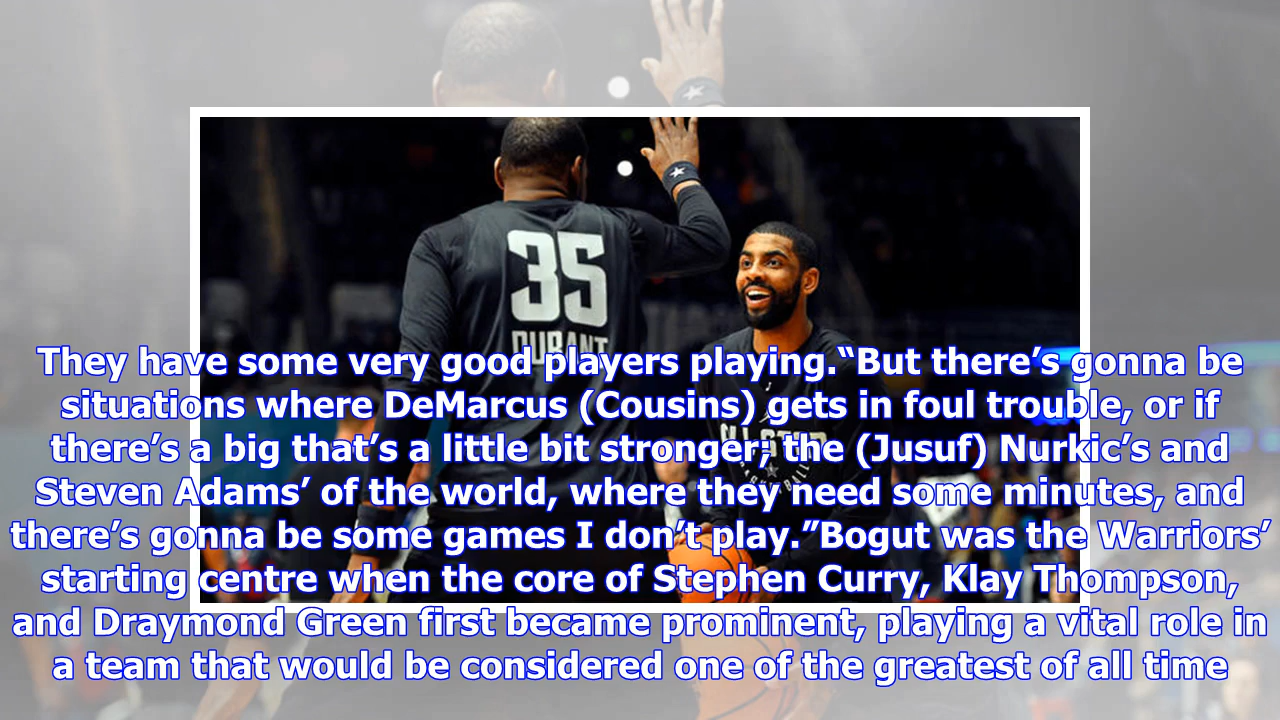 35
DURANT
They have some very good players playing.“But there’s gonna be
situations where DeMarcus (Cousins) gets in foul trouble, or if
there’s a big that’s a little bit stronger; the (Jusuf) Nurkic’s and
Steven Adams’ of the world, where they need some minutes, and
there’s gonna be some games I don’t play.”Bogut was the Warriors’
starting centre when the core of Stephen Curry, Klay Thompson,
and Draymond Green first became prominent, playing a vital role in
a team that would be considered one of the greatest of all time